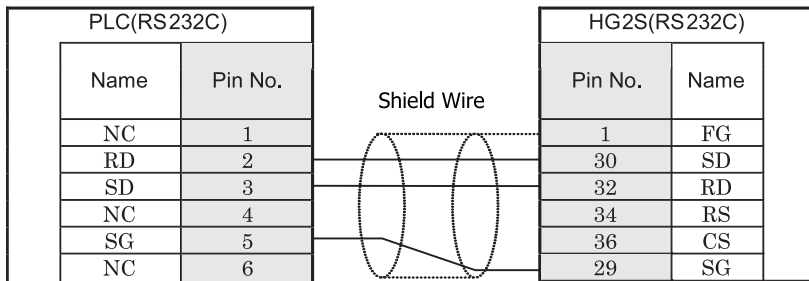 PLC(RS232C) HG2S(RS232C)
Name Pin No. Pin No. Name
Shield Wire
NC 1 1 FG
RD 2 30 SD
SD 3 32 RD
NC 4 34 RS
SG 5 36 CS
NC 6 29 SG